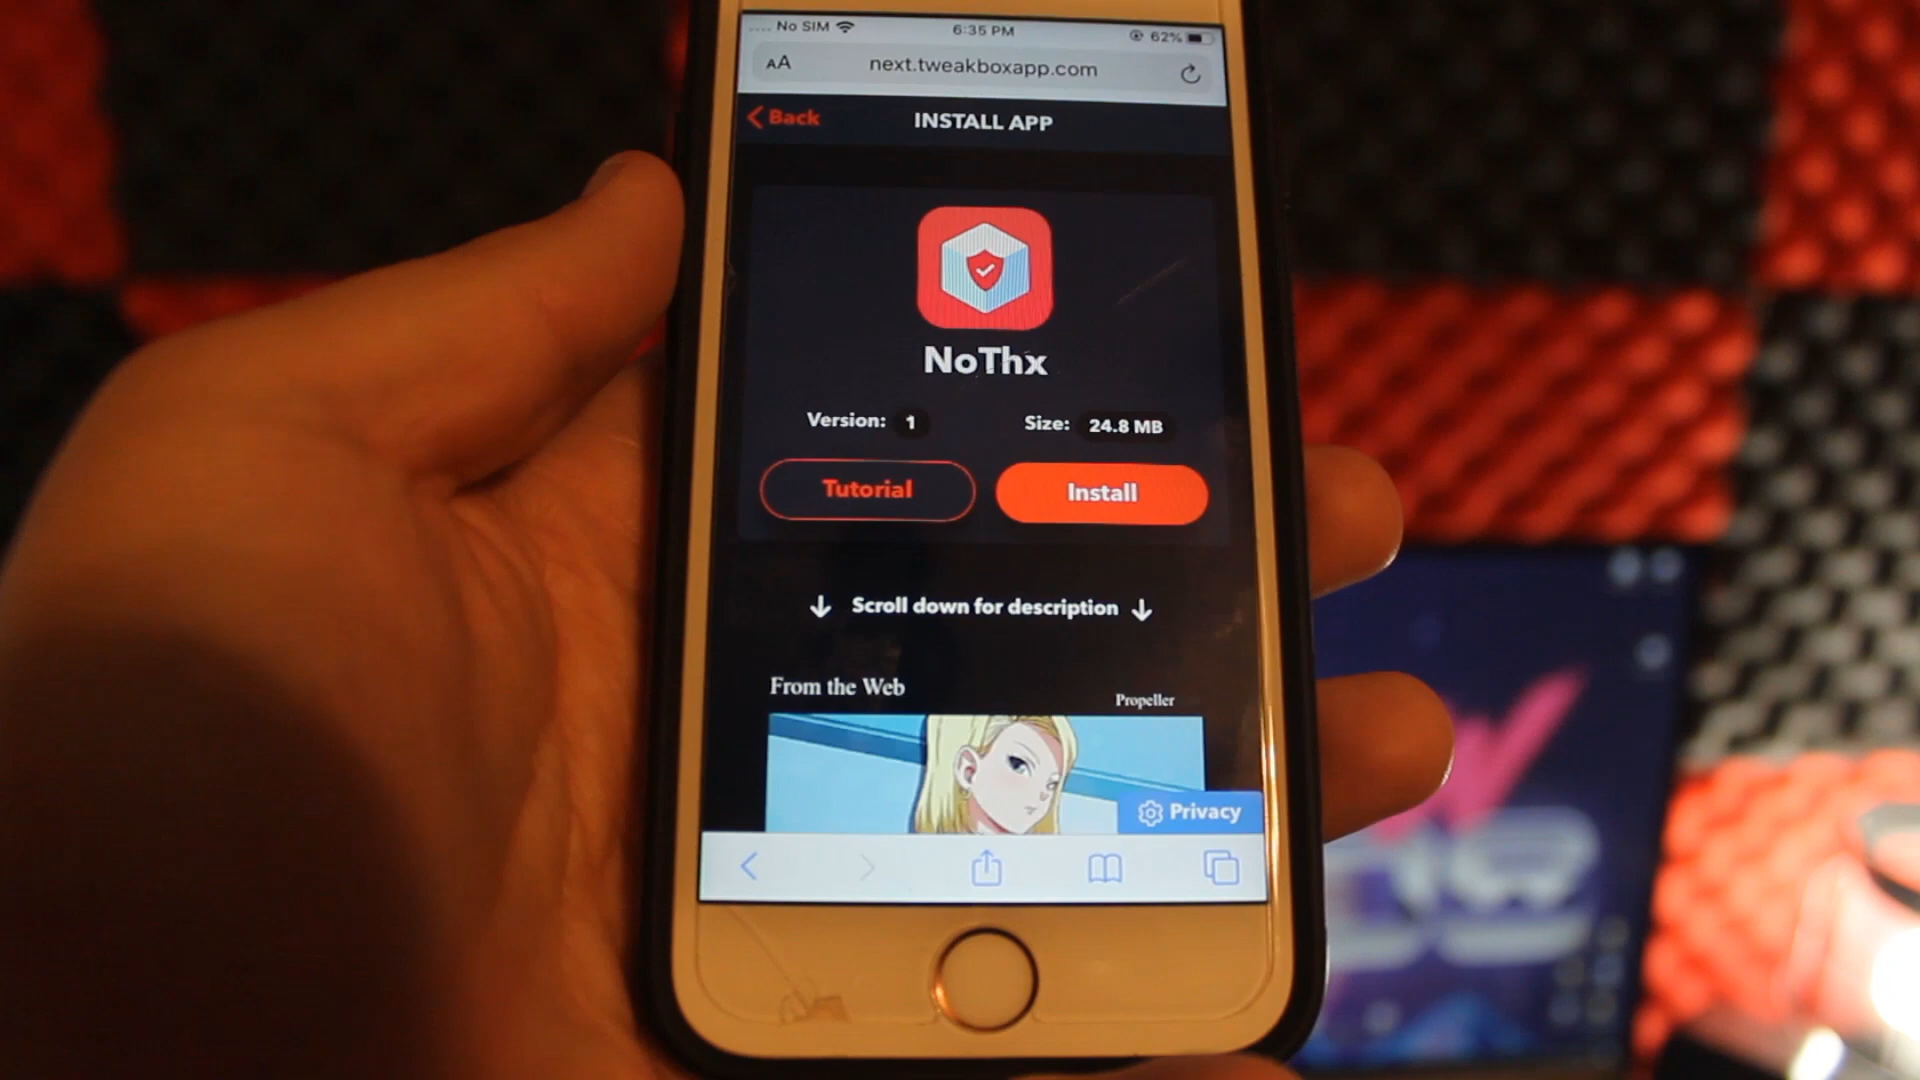 No SIM 6:35 PM 62%
AA next.tweakboxapp.com
Back INSTALL APP
NoThx
Version: 1 Size: 24.8 MB
Tutorial Install
↓ Scroll down for description ↓
From the Web Propeller
Privacy